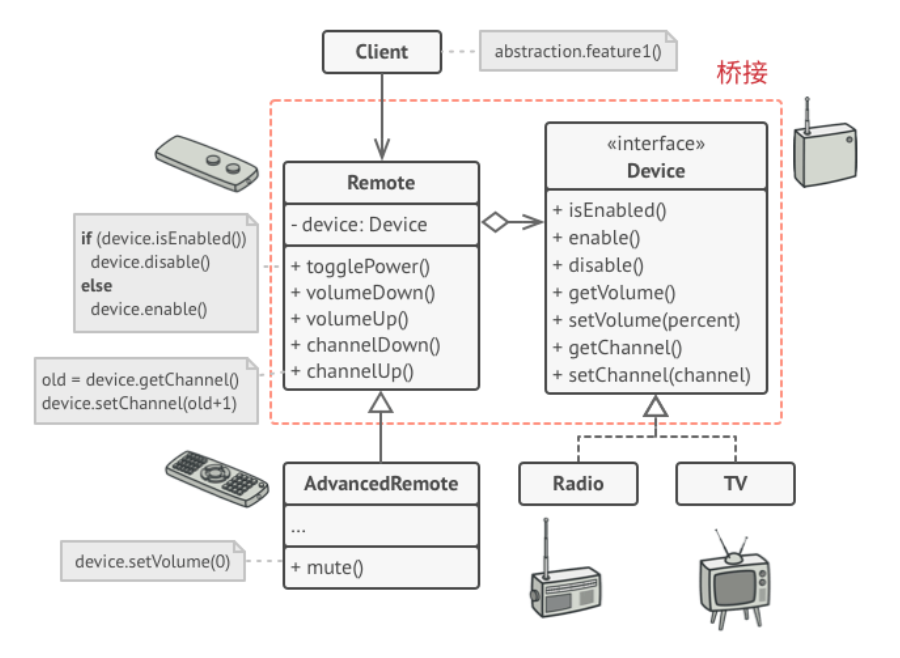 Client
abstraction.feature1()
桥接
Remote
- device: Device
+ togglePower()
+ volumeDown()
+ volumeUp()
+ channelDown()
+ channelUp()
«interface»
Device
+ isEnabled()
+ enable()
+ disable()
+ getVolume()
+ setVolume(percent)
+ getChannel()
+ setChannel(channel)
if (device.isEnabled())
device.disable()
else
device.enable()
old = device.getChannel()
device.setChannel(old+1)
AdvancedRemote
...
+ mute()
device.setVolume(0)
Radio
TV